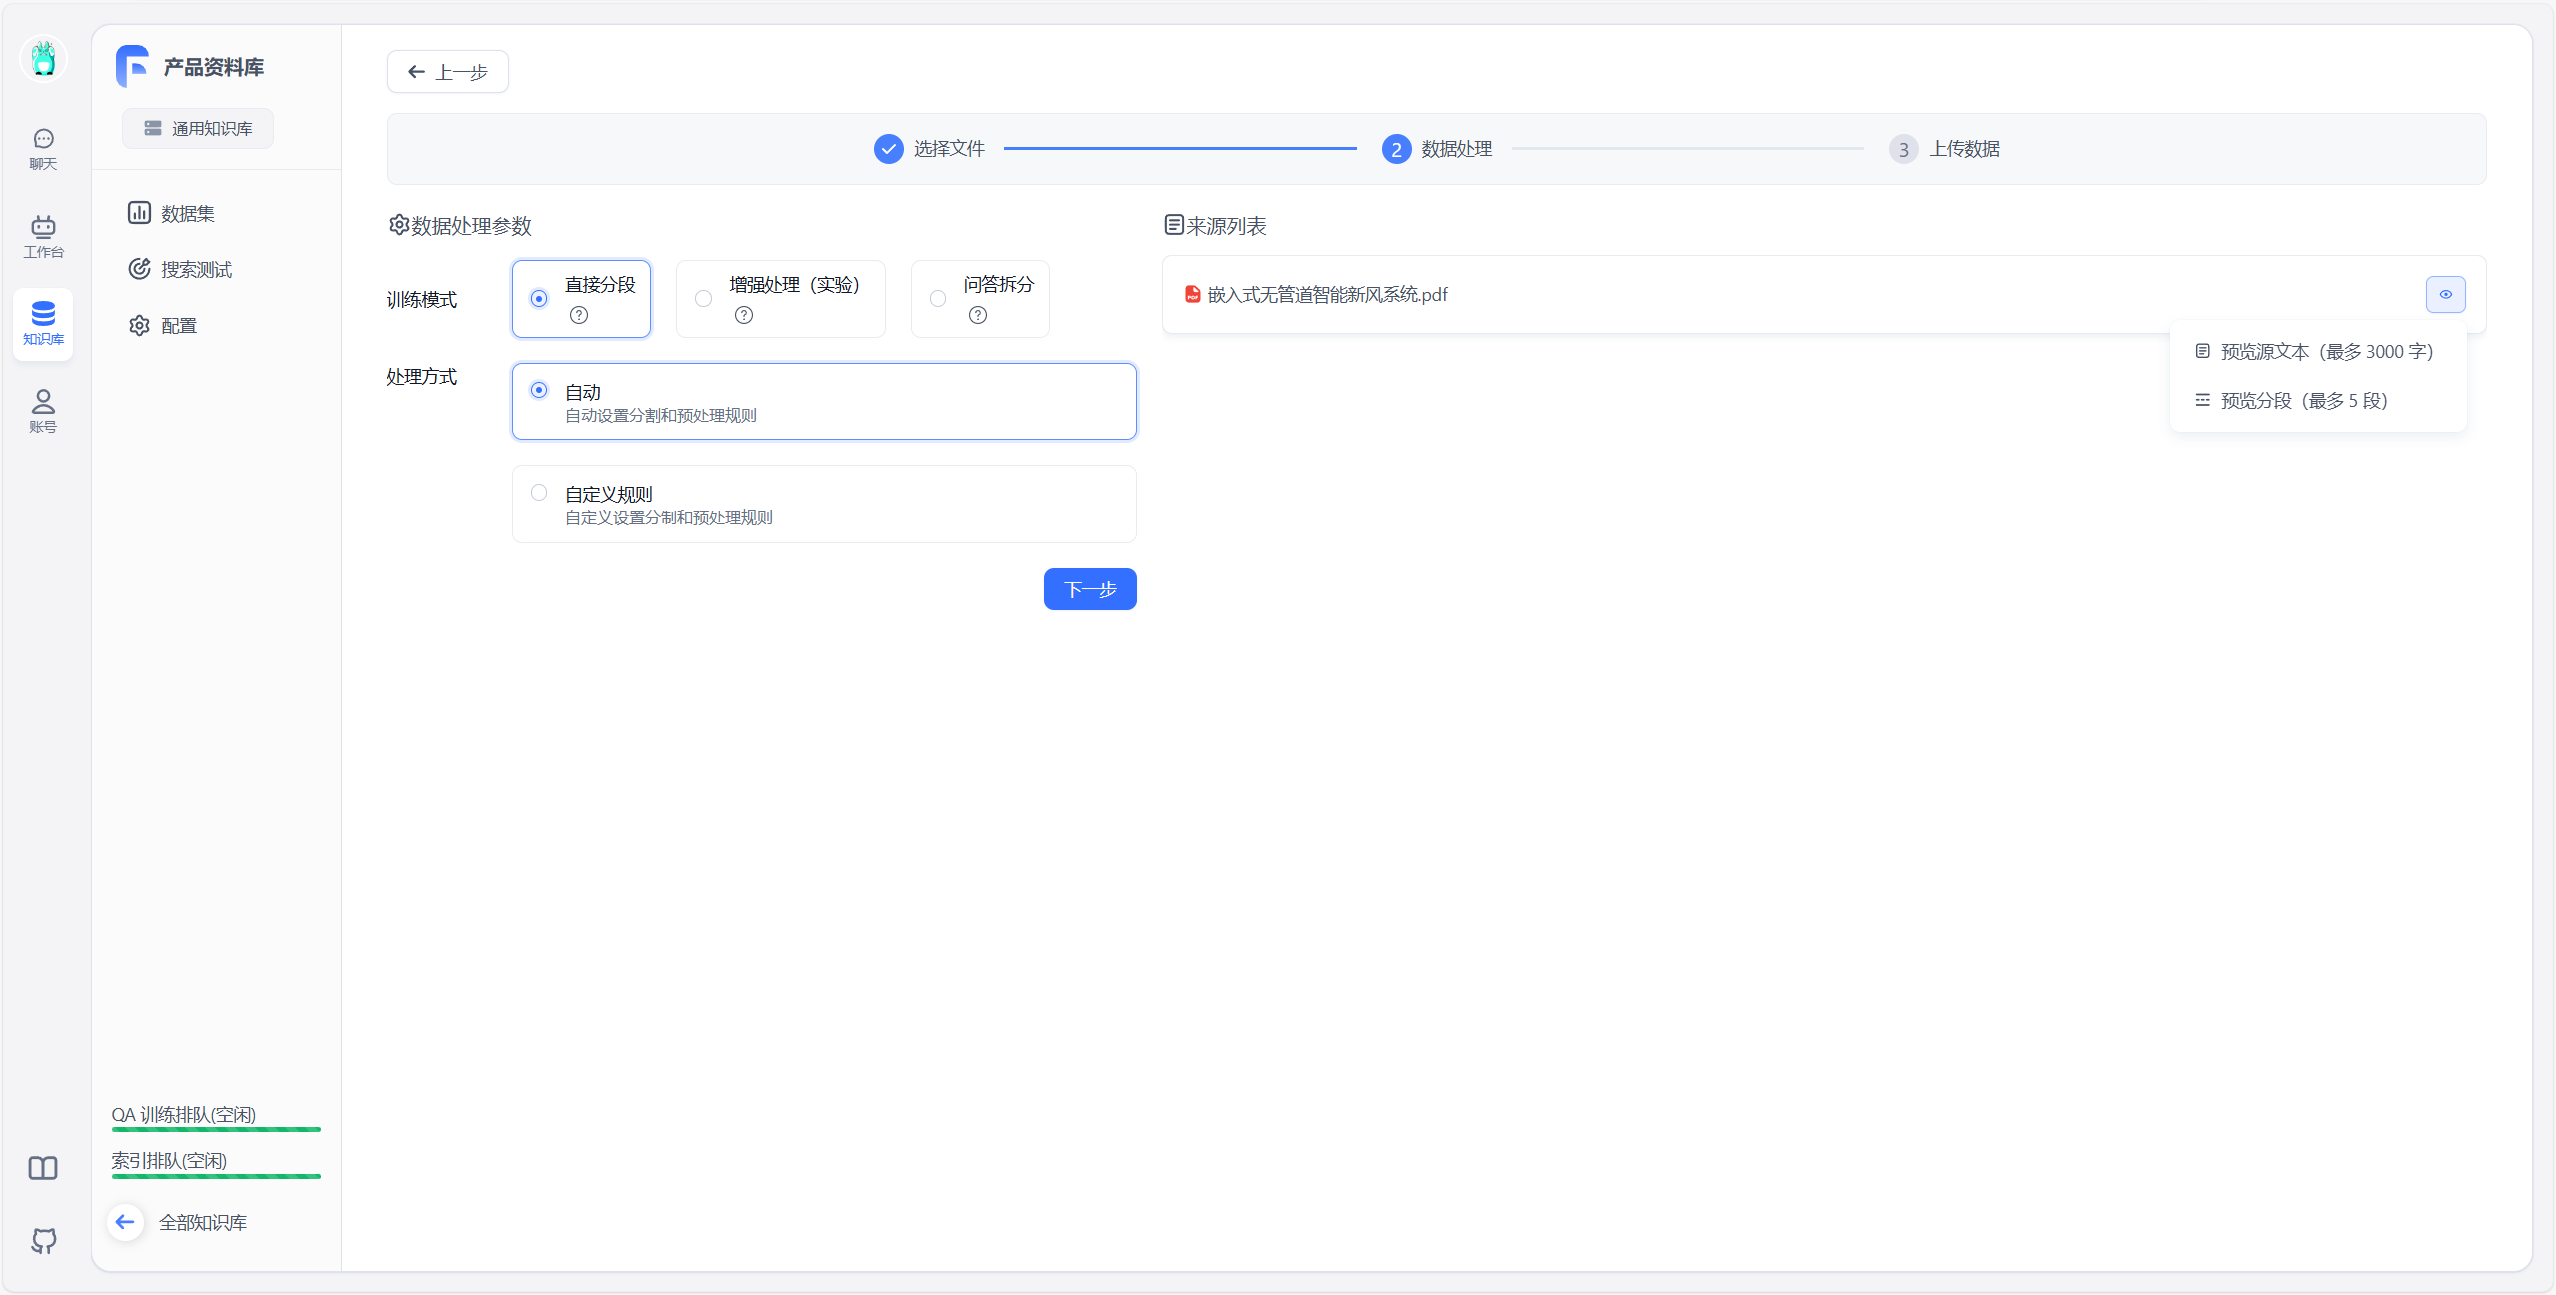 聊天
工作台
知识库
账号
产品资料库
通用知识库
数据集
搜索测试
配置
QA 训练排队(空闲)
索引排队(空闲)
全部知识库
上一步
选择文件
2 数据处理
3 上传数据
数据处理参数
训练模式
直接分段
增强处理（实验）
问答拆分
处理方式
自动
自动设置分割和预处理规则
自定义规则
自定义设置分制和预处理规则
下一步
来源列表
嵌入式无管道智能新风系统.pdf
预览源文本（最多 3000 字）
预览分段（最多 5 段）